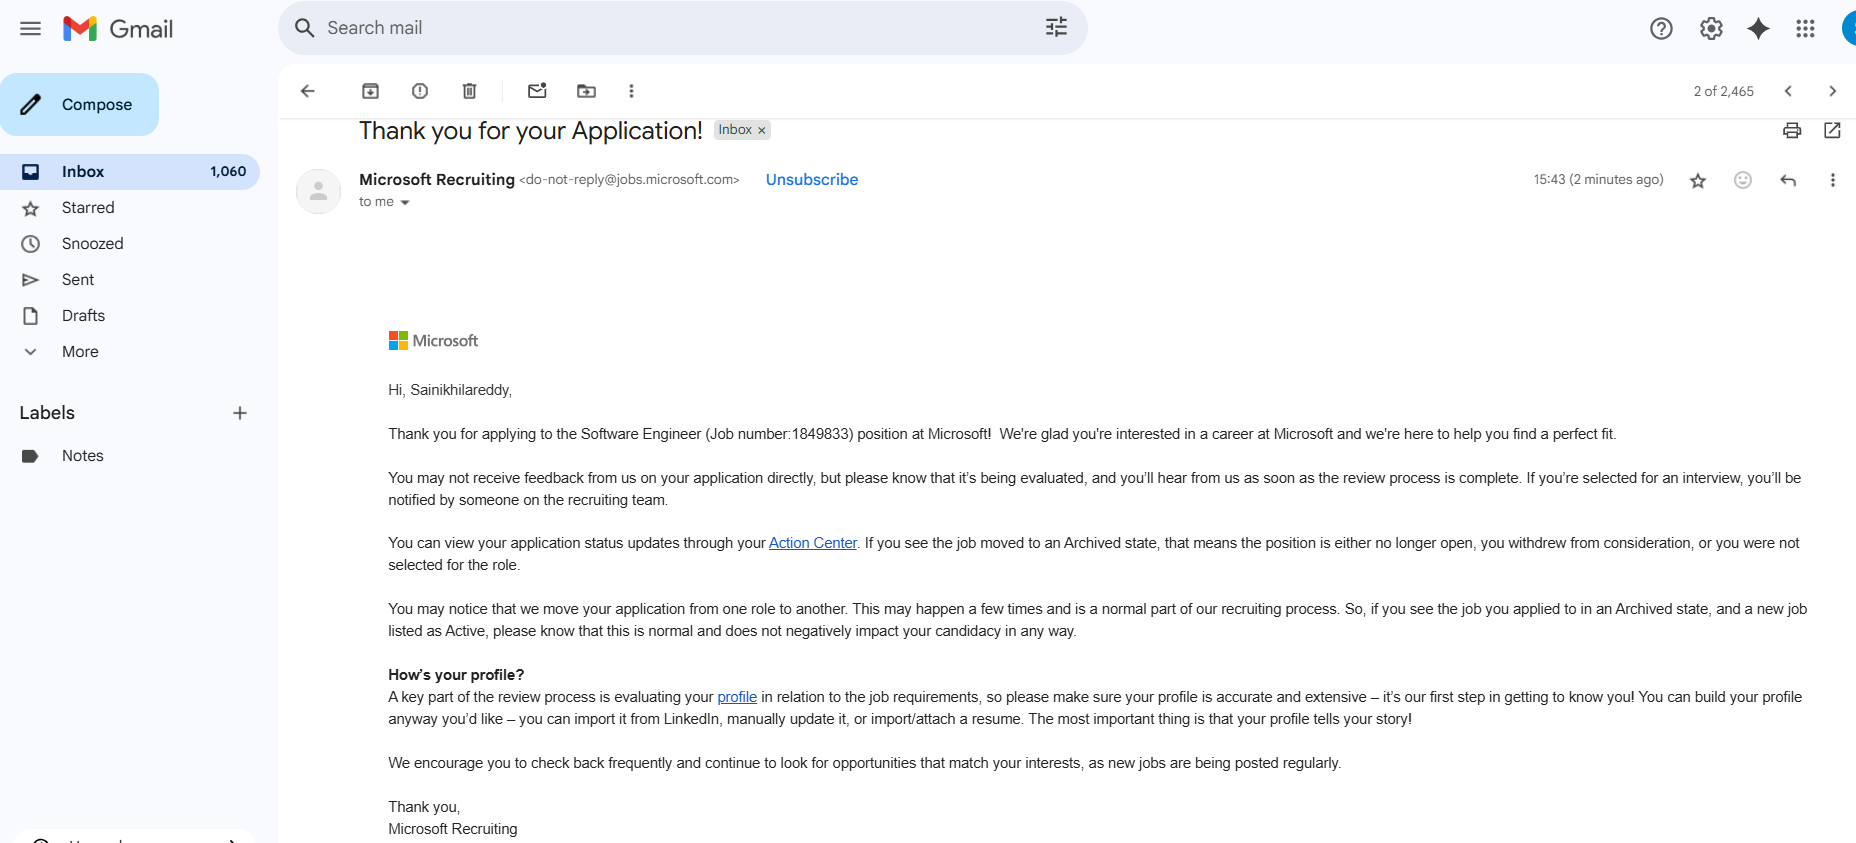 Gmail
Search mail
Compose
2 of 2,465
Thank you for your Application! Inbox ×
Inbox 1,060
Microsoft Recruiting <do-not-reply@jobs.microsoft.com> Unsubscribe 15:43 (2 minutes ago)
to me
Starred
Snoozed
Sent
Drafts
More
Labels +
Notes
Microsoft
Hi, Sainikhilareddy,
Thank you for applying to the Software Engineer (Job number:1849833) position at Microsoft!  We're glad you're interested in a career at Microsoft and we're here to help you find a perfect fit.
You may not receive feedback from us on your application directly, but please know that it’s being evaluated, and you’ll hear from us as soon as the review process is complete. If you’re selected for an interview, you’ll be
notified by someone on the recruiting team.
You can view your application status updates through your Action Center. If you see the job moved to an Archived state, that means the position is either no longer open, you withdrew from consideration, or you were not
selected for the role.
You may notice that we move your application from one role to another. This may happen a few times and is a normal part of our recruiting process. So, if you see the job you applied to in an Archived state, and a new job
listed as Active, please know that this is normal and does not negatively impact your candidacy in any way.
How’s your profile?
A key part of the review process is evaluating your profile in relation to the job requirements, so please make sure your profile is accurate and extensive – it’s our first step in getting to know you! You can build your profile
anyway you’d like – you can import it from LinkedIn, manually update it, or import/attach a resume. The most important thing is that your profile tells your story!
We encourage you to check back frequently and continue to look for opportunities that match your interests, as new jobs are being posted regularly.
Thank you,
Microsoft Recruiting